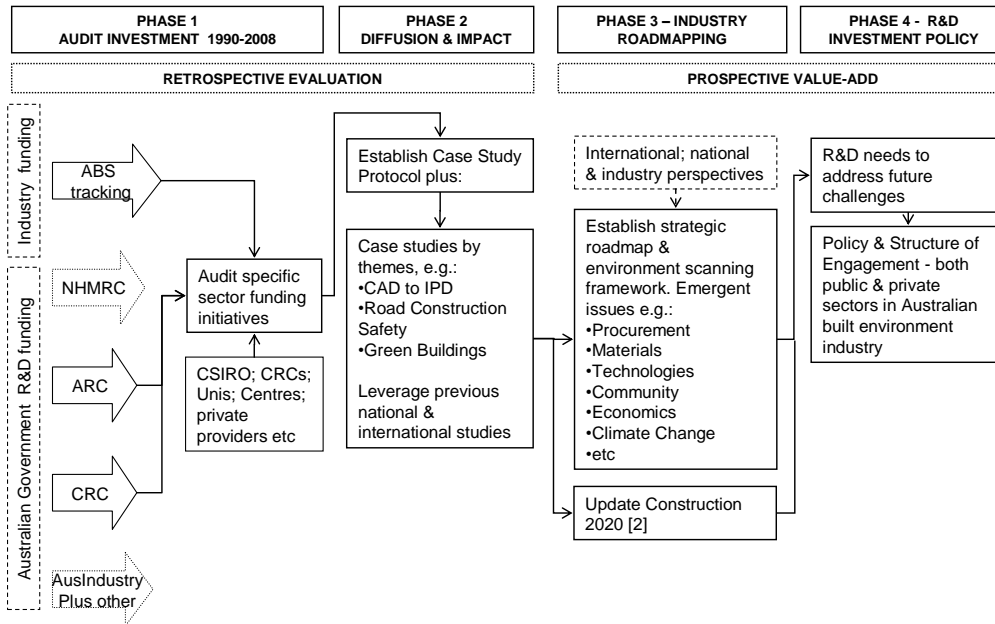 PHASE 1
AUDIT INVESTMENT 1990-2008
PHASE 2
DIFFUSION & IMPACT
PHASE 3 – INDUSTRY
ROADMAPPING
PHASE 4 - R&D
INVESTMENT POLICY
RETROSPECTIVE EVALUATION
PROSPECTIVE VALUE-ADD
Industry funding
Australian Government R&D funding
ABS
tracking
NHMRC
ARC
CRC
AusIndustry
Plus other
Audit specific
sector funding
initiatives
CSIRO; CRCs;
Unis; Centres;
private
providers etc
Establish Case Study
Protocol plus:
Case studies by
themes, e.g.:
•CAD to IPD
•Road Construction
Safety
•Green Buildings
Leverage previous
national &
international studies
International; national
& industry perspectives
Establish strategic
roadmap &
environment scanning
framework. Emergent
issues e.g.:
•Procurement
•Materials
•Technologies
•Community
•Economics
•Climate Change
•etc
Update Construction
2020 [2]
R&D needs to
address future
challenges
Policy & Structure of
Engagement - both
public & private
sectors in Australian
built environment
industry